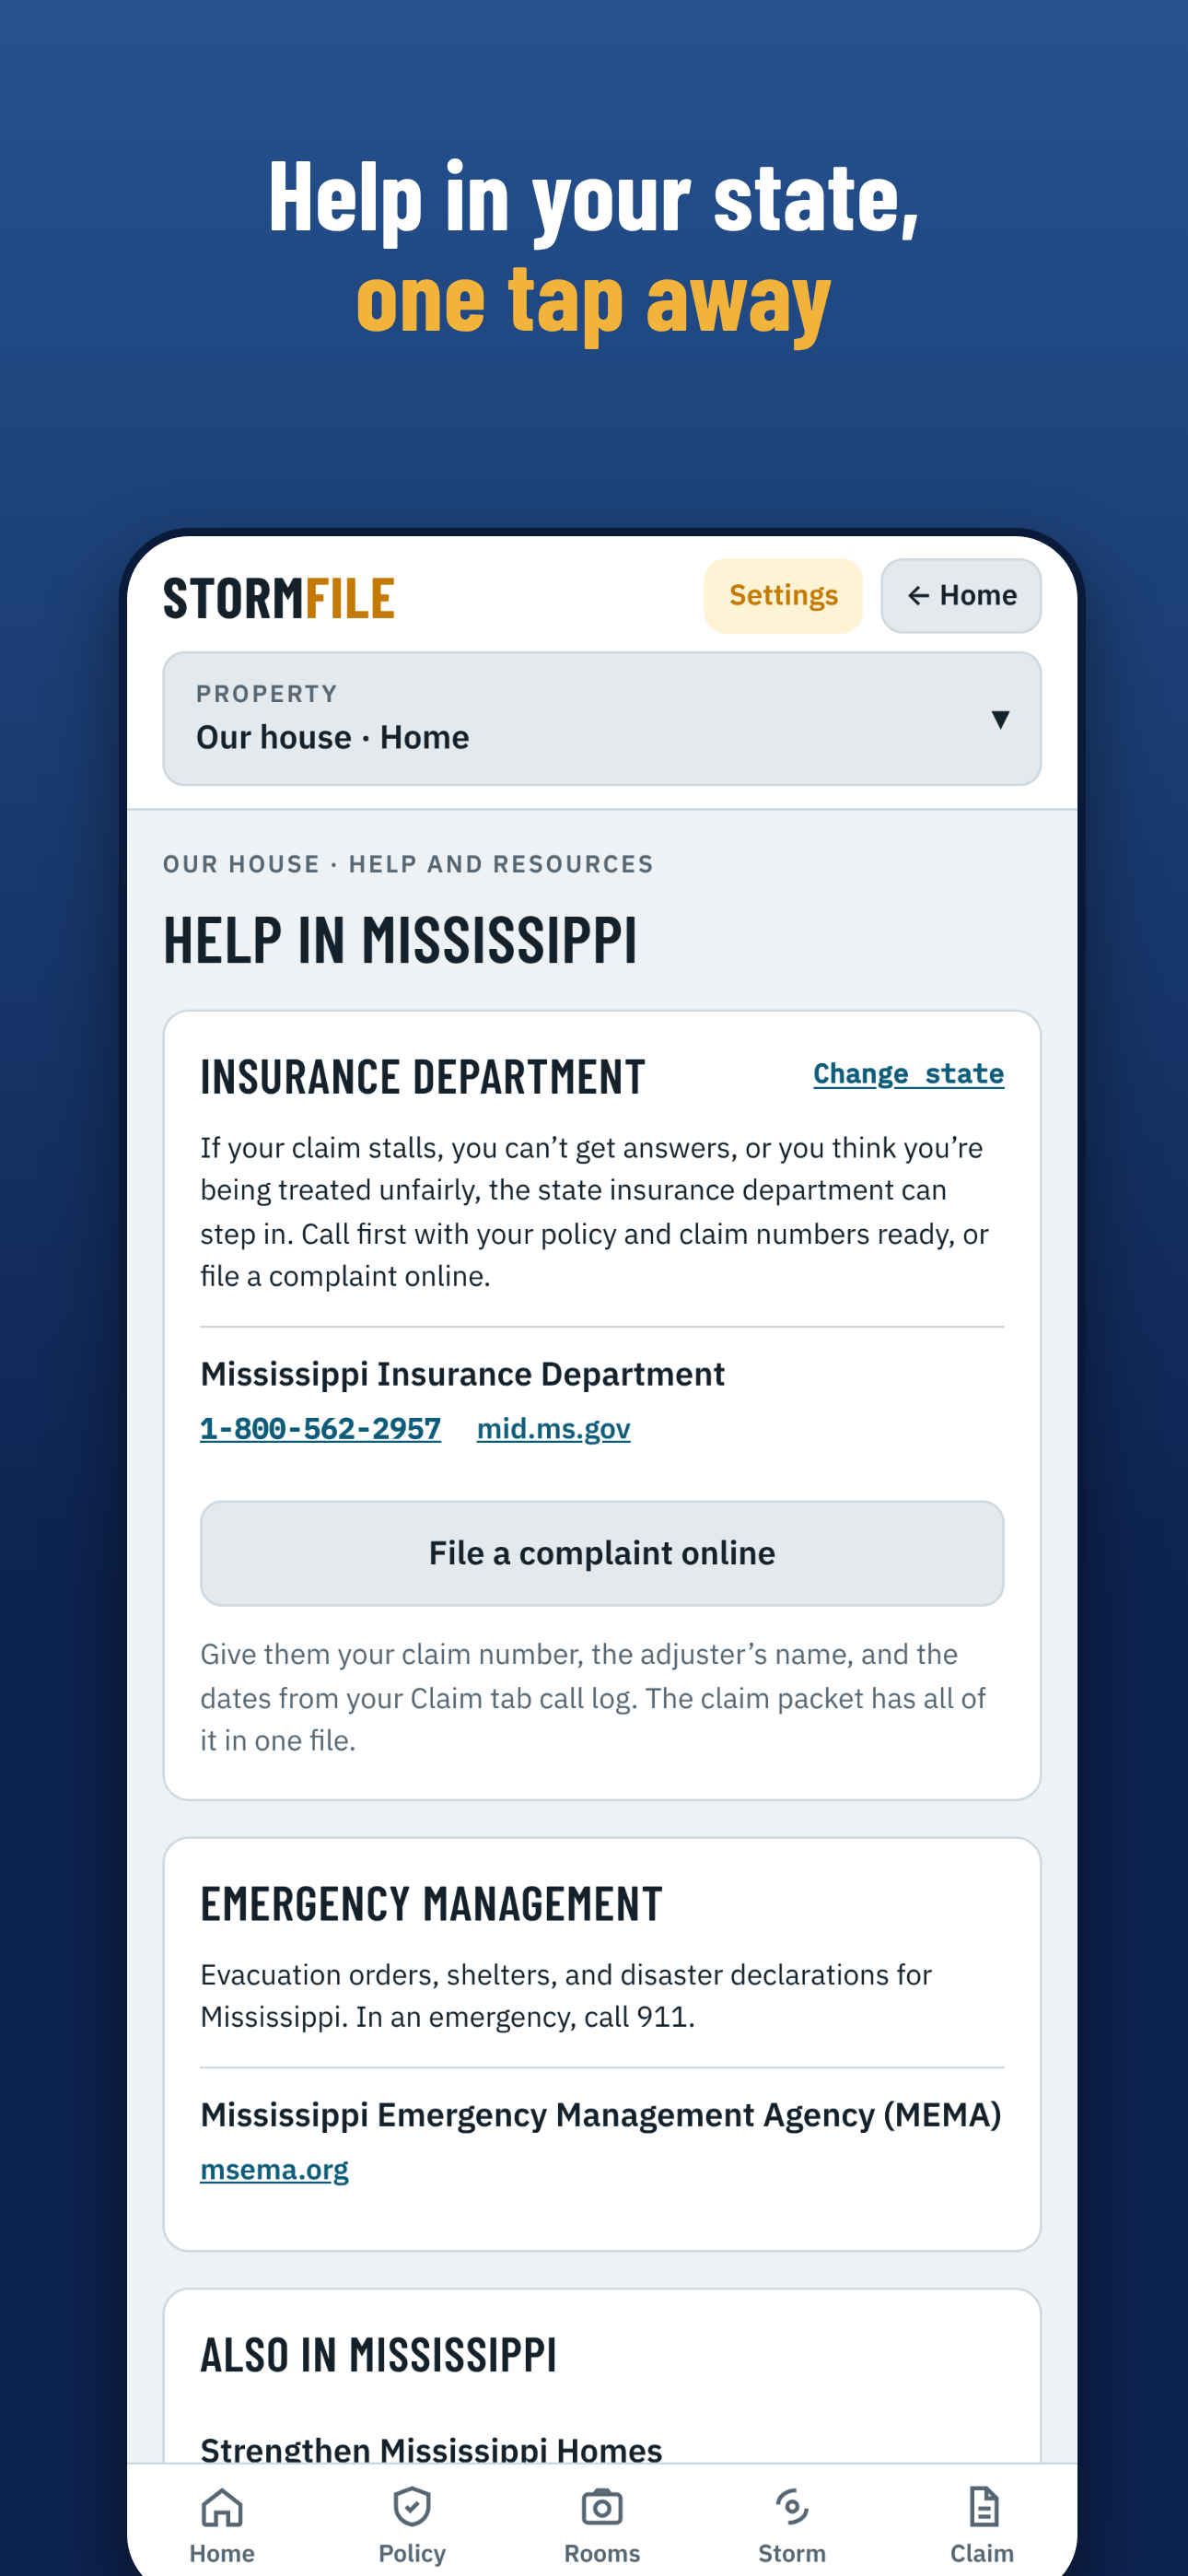 Help in your state,
one tap away
STORMFILE
Settings
← Home
PROPERTY
Our house · Home
▼
OUR HOUSE · HELP AND RESOURCES
HELP IN MISSISSIPPI
INSURANCE DEPARTMENT
Change state
If your claim stalls, you can’t get answers, or you think you’re
being treated unfairly, the state insurance department can
step in. Call first with your policy and claim numbers ready, or
file a complaint online.
Mississippi Insurance Department
1-800-562-2957 mid.ms.gov
File a complaint online
Give them your claim number, the adjuster’s name, and the
dates from your Claim tab call log. The claim packet has all of
it in one file.
EMERGENCY MANAGEMENT
Evacuation orders, shelters, and disaster declarations for
Mississippi. In an emergency, call 911.
Mississippi Emergency Management Agency (MEMA)
msema.org
ALSO IN MISSISSIPPI
Strengthen Mississippi Homes
Home
Policy
Rooms
Storm
Claim